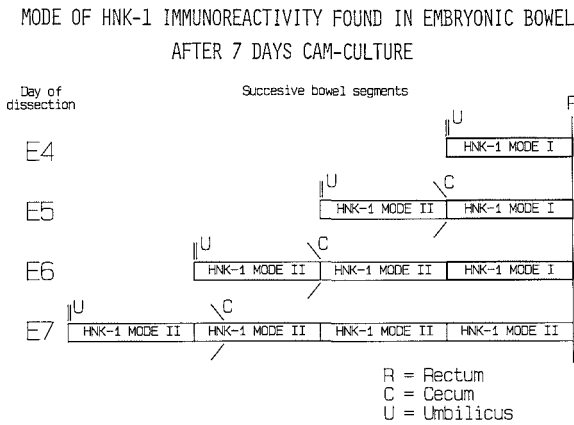 MODE OF HNK-1 IMMUNOREACTIVITY FOUND IN EMBRYONIC BOWEL
AFTER 7 DAYS CAM-CULTURE
Day of
dissection
Succesive bowel segments
R
E4
U
HNK-1 MODE I
E5
U
C
HNK-1 MODE II
HNK-1 MODE I
E6
U
C
HNK-1 MODE II
HNK-1 MODE II
HNK-1 MODE I
E7
U
C
HNK-1 MODE II
HNK-1 MODE II
HNK-1 MODE II
HNK-1 MODE II
R = Rectum
C = Cecum
U = Umbilicus